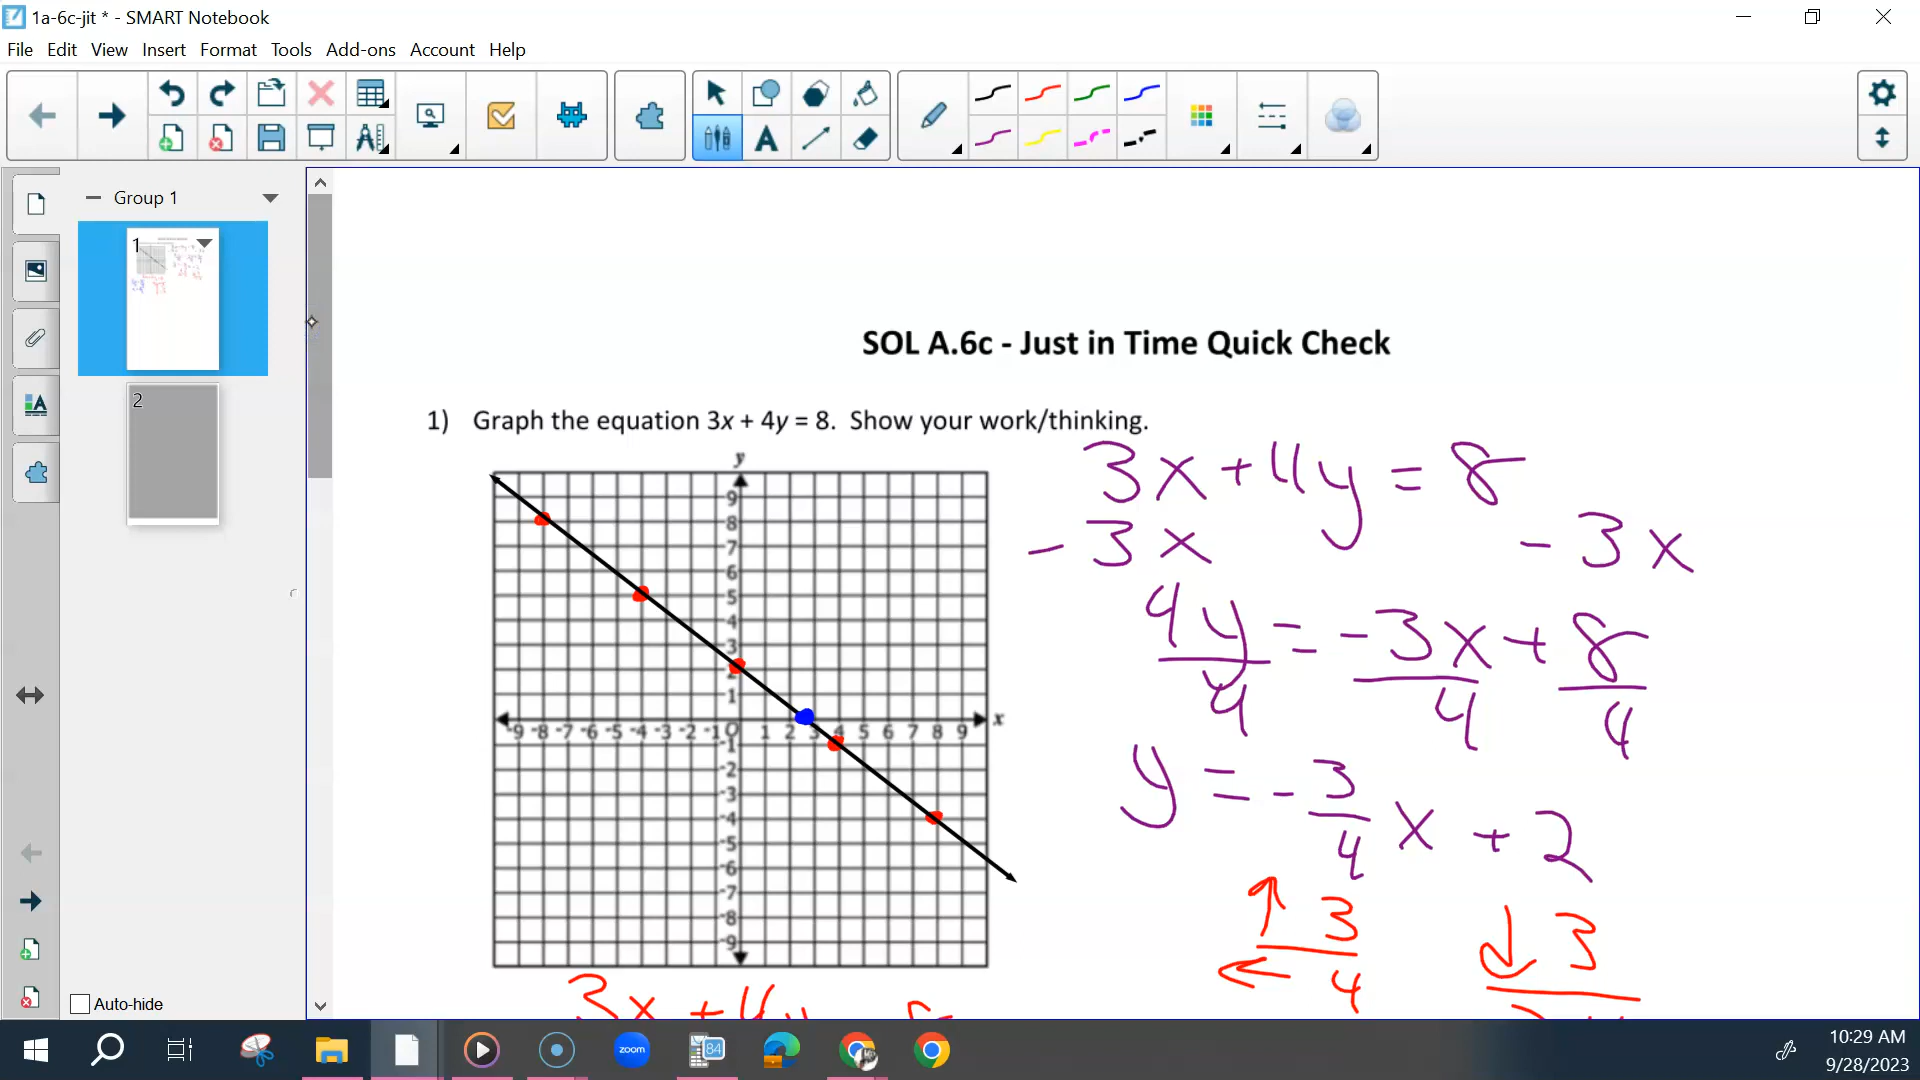 1a-6c-jit * - SMART Notebook
File Edit View Insert Format Tools Add-ons Account Help
Group 1
1
2
Auto-hide
SOL A.6c - Just in Time Quick Check
1) Graph the equation 3x + 4y = 8. Show your work/thinking.
y
9
8
7
6
5
4
3
2
1
-9 -8 -7 -6 -5 -4 -3 -2 -1 O 1 2 3 4 5 6 7 8 9 x
-1
-2
-3
-4
-5
-6
-7
-8
-9
3x + 4y = 8
- 3x - 3x
4y = -3x + 8
4 4 4
y = - 3/4 x + 2
↑ 3 ↓ 3
← 4
3x + 4y
zoom
84
10:29 AM
9/28/2023